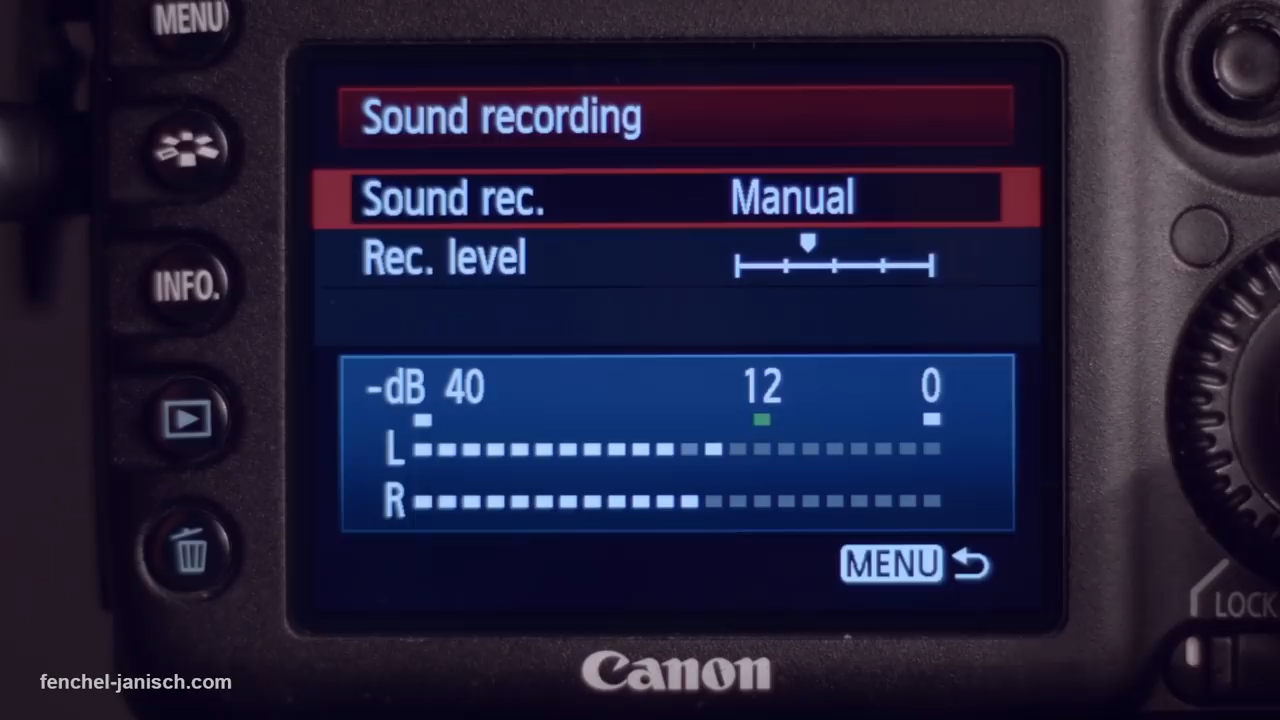 MENU
Sound recording
Sound rec. Manual
INFO.
Rec. level
-dB 40 12 0
L
R
MENU
LOCK
Canon
fenchel-janisch.com